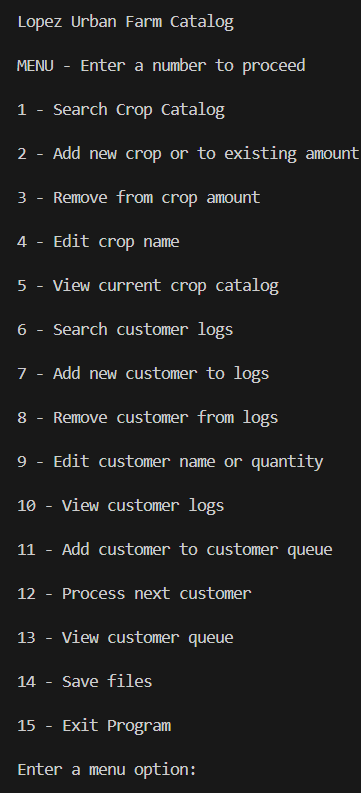 Lopez Urban Farm Catalog
MENU - Enter a number to proceed
1 - Search Crop Catalog
2 - Add new crop or to existing amount
3 - Remove from crop amount
4 - Edit crop name
5 - View current crop catalog
6 - Search customer logs
7 - Add new customer to logs
8 - Remove customer from logs
9 - Edit customer name or quantity
10 - View customer logs
11 - Add customer to customer queue
12 - Process next customer
13 - View customer queue
14 - Save files
15 - Exit Program
Enter a menu option: